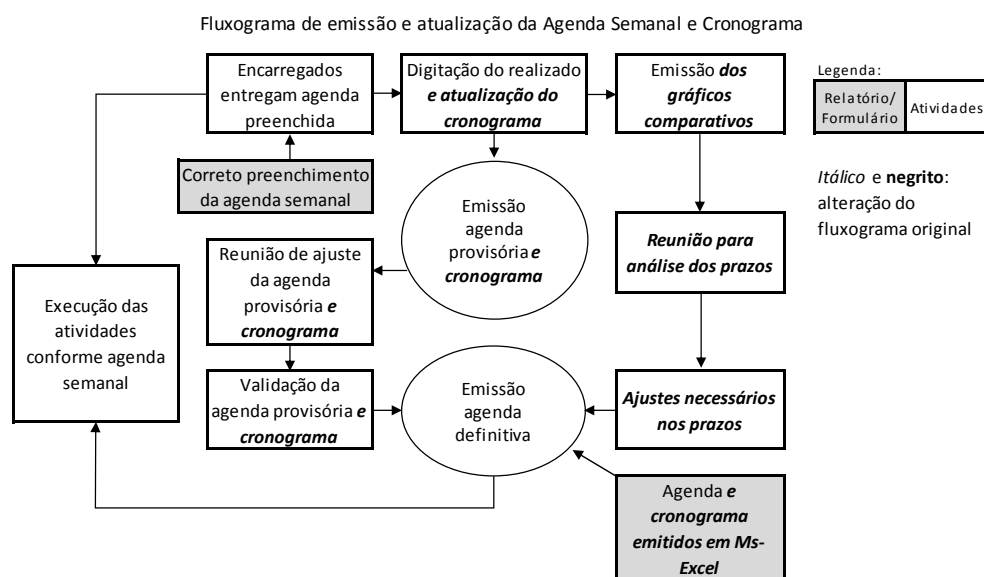 Fluxograma de emissão e atualização da Agenda Semanal e Cronograma
Encarregados
entregam agenda
preenchida
Digitação do realizado
e atualização do
cronograma
Emissão dos
gráficos
comparativos
Legenda:
Relatório/
Formulário
Atividades
Correto preenchimento
da agenda semanal
Itálico e negrito:
alteração do
fluxograma original
Emissão
agenda
provisória e
cronograma
Reunião para
análise dos prazos
Reunião de ajuste
da agenda
provisória e
cronograma
Execução das
atividades
conforme agenda
semanal
Validação da
agenda provisória e
cronograma
Emissão
agenda
definitiva
Ajustes necessários
nos prazos
Agenda e
cronograma
emitidos em Ms-
Excel